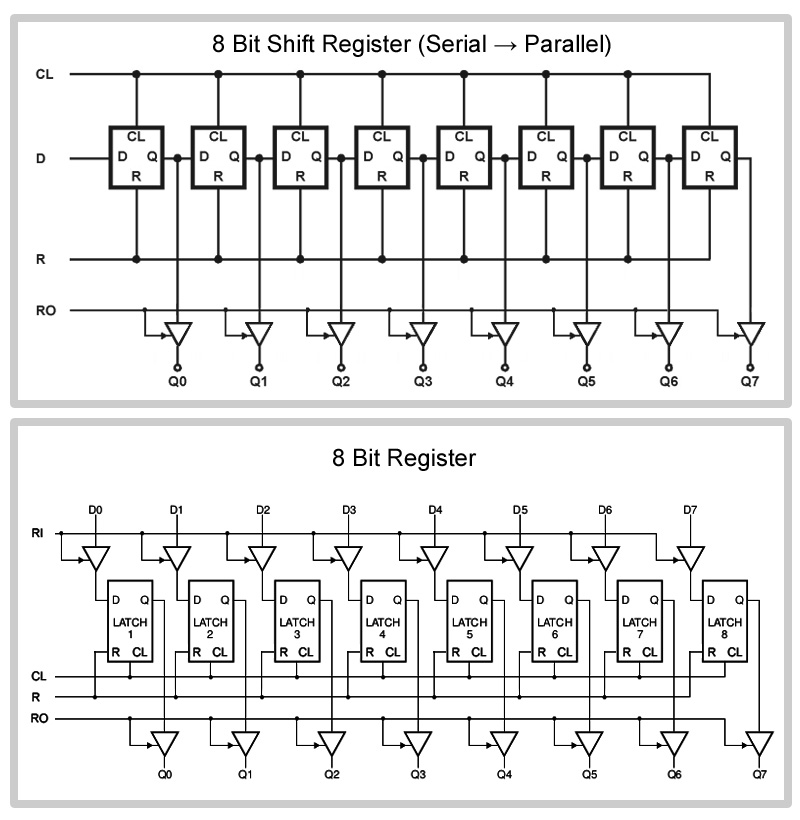 8 Bit Shift Register (Serial → Parallel)
CL
CL CL CL CL CL CL CL CL
D D Q D Q D Q D Q D Q D Q D Q D Q
R R R R R R R R
R
RO
Q0 Q1 Q2 Q3 Q4 Q5 Q6 Q7
8 Bit Register
D0 D1 D2 D3 D4 D5 D6 D7
RI
D Q D Q D Q D Q D Q D Q D Q D Q
LATCH LATCH LATCH LATCH LATCH LATCH LATCH LATCH
1 2 3 4 5 6 7 8
R CL R CL R CL R CL R CL R CL R CL R CL
CL
R
RO
Q0 Q1 Q2 Q3 Q4 Q5 Q6 Q7